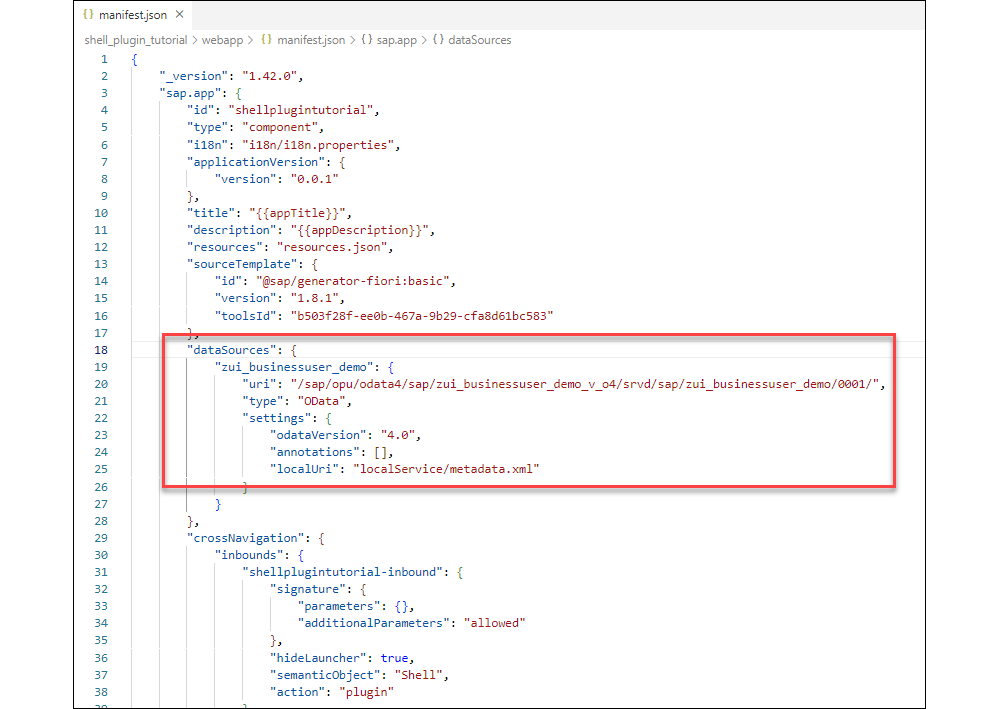 {} manifest.json ×
shell_plugin_tutorial > webapp > {} manifest.json > {} sap.app > {} dataSources
1 {
2 "_version": "1.42.0",
3 "sap.app": {
4 "id": "shellplugintutorial",
5 "type": "component",
6 "i18n": "i18n/i18n.properties",
7 "applicationVersion": {
8 "version": "0.0.1"
9 },
10 "title": "{{appTitle}}",
11 "description": "{{appDescription}}",
12 "resources": "resources.json",
13 "sourceTemplate": {
14 "id": "@sap/generator-fiori:basic",
15 "version": "1.8.1",
16 "toolsId": "b503f28f-ee0b-467a-9b29-cfa8d61bc583"
17 },
18 "dataSources": {
19 "zui_businessuser_demo": {
20 "uri": "/sap/opu/odata4/sap/zui_businessuser_demo_v_o4/srvd/sap/zui_businessuser_demo/0001/",
21 "type": "OData",
22 "settings": {
23 "odataVersion": "4.0",
24 "annotations": [],
25 "localUri": "localService/metadata.xml"
26 }
27 }
28 },
29 "crossNavigation": {
30 "inbounds": {
31 "shellplugintutorial-inbound": {
32 "signature": {
33 "parameters": {},
34 "additionalParameters": "allowed"
35 },
36 "hideLauncher": true,
37 "semanticObject": "Shell",
38 "action": "plugin"
39 }